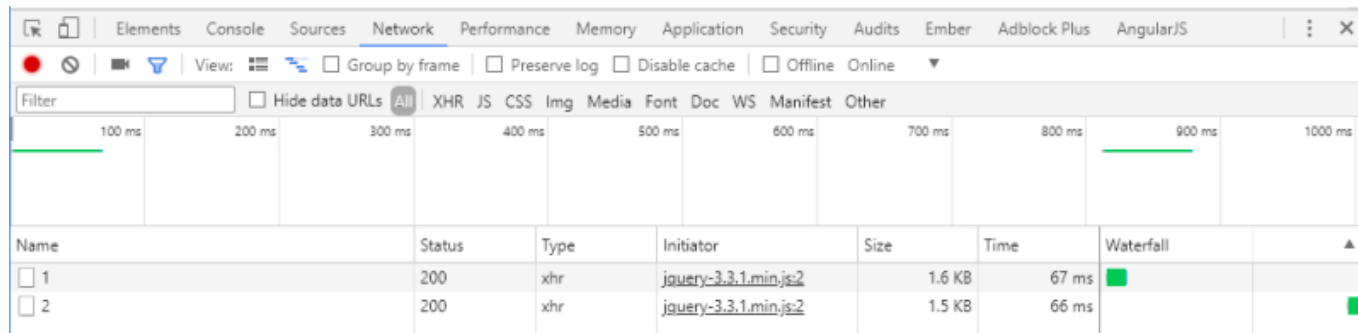 Elements Console Sources Network Performance Memory Application Security Audits Ember Adblock Plus AngularJS
View: Group by frame Preserve log Disable cache Offline Online
Filter Hide data URLs All XHR JS CSS Img Media Font Doc WS Manifest Other
100 ms 200 ms 300 ms 400 ms 500 ms 600 ms 700 ms 800 ms 900 ms 1000 ms
Name Status Type Initiator Size Time Waterfall
1 200 xhr jquery-3.3.1.min.js:2 1.6 KB 67 ms
2 200 xhr jquery-3.3.1.min.js:2 1.5 KB 66 ms